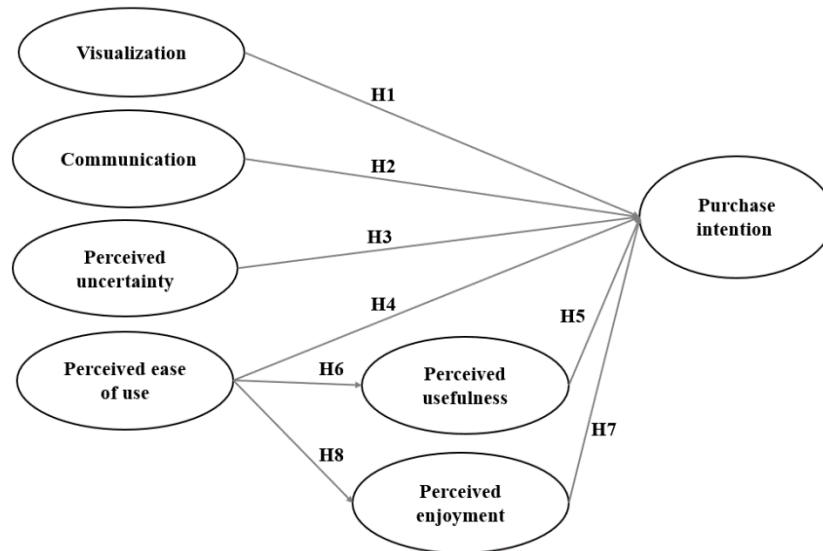 Visualization
H1
Communication
H2
Purchase
intention
Perceived
uncertainty
H3
H4
H5
Perceived ease
of use
H6
Perceived
usefulness
H7
H8
Perceived
enjoyment